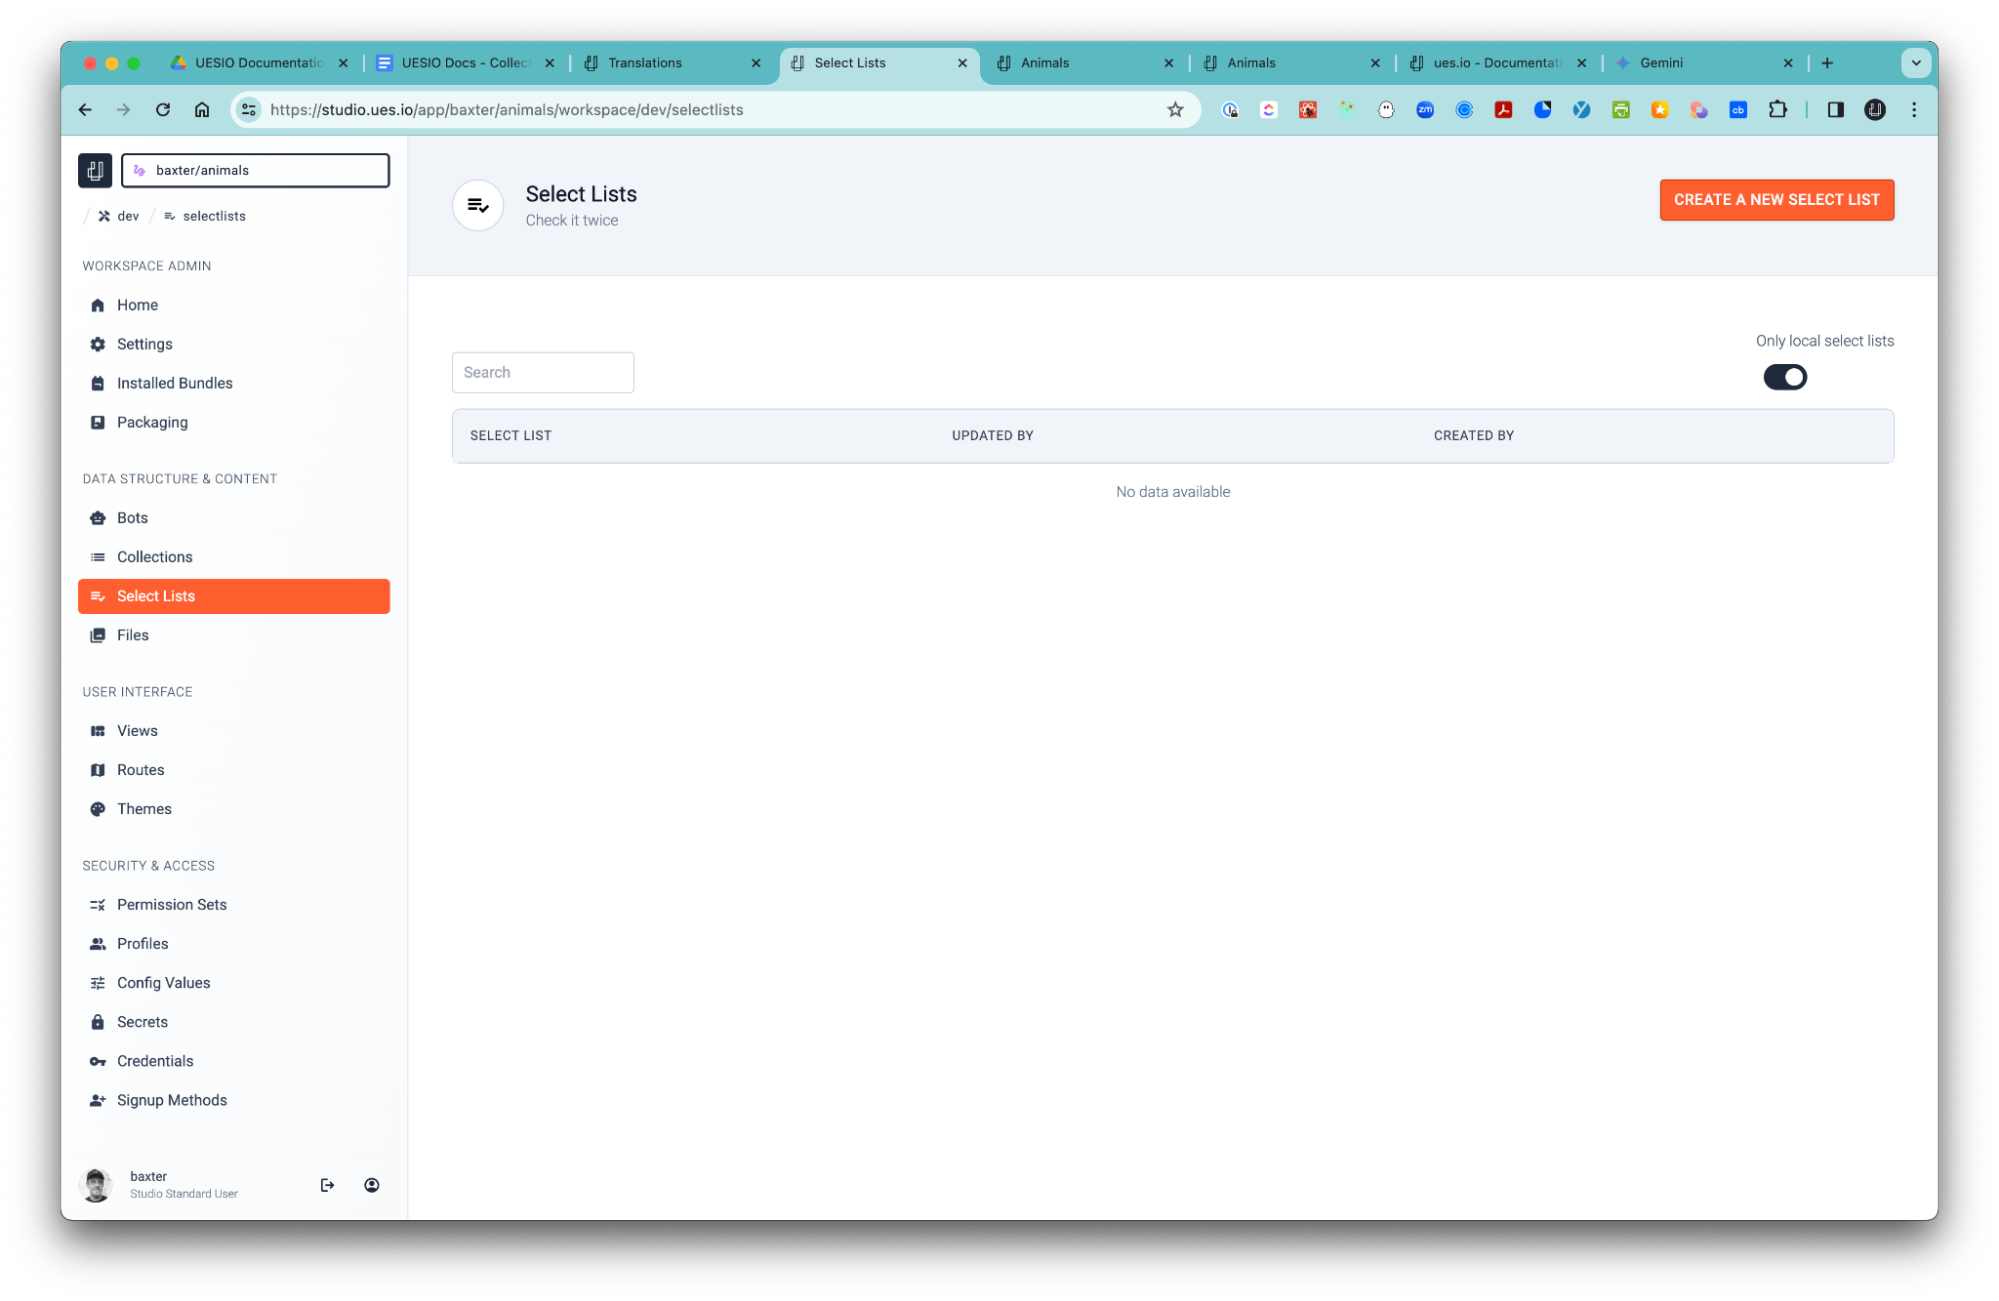 UESIO Documentatio
UESIO Docs - Collect
Translations
Select Lists
Animals
Animals
ues.io - Documentati
Gemini
https://studio.ues.io/app/baxter/animals/workspace/dev/selectlists
zm
cb
baxter/animals
/ dev / selectlists
WORKSPACE ADMIN
Home
Settings
Installed Bundles
Packaging
DATA STRUCTURE & CONTENT
Bots
Collections
Select Lists
Files
USER INTERFACE
Views
Routes
Themes
SECURITY & ACCESS
Permission Sets
Profiles
Config Values
Secrets
Credentials
Signup Methods
baxter
Studio Standard User
Select Lists
Check it twice
CREATE A NEW SELECT LIST
Only local select lists
Search
SELECT LIST UPDATED BY CREATED BY
No data available